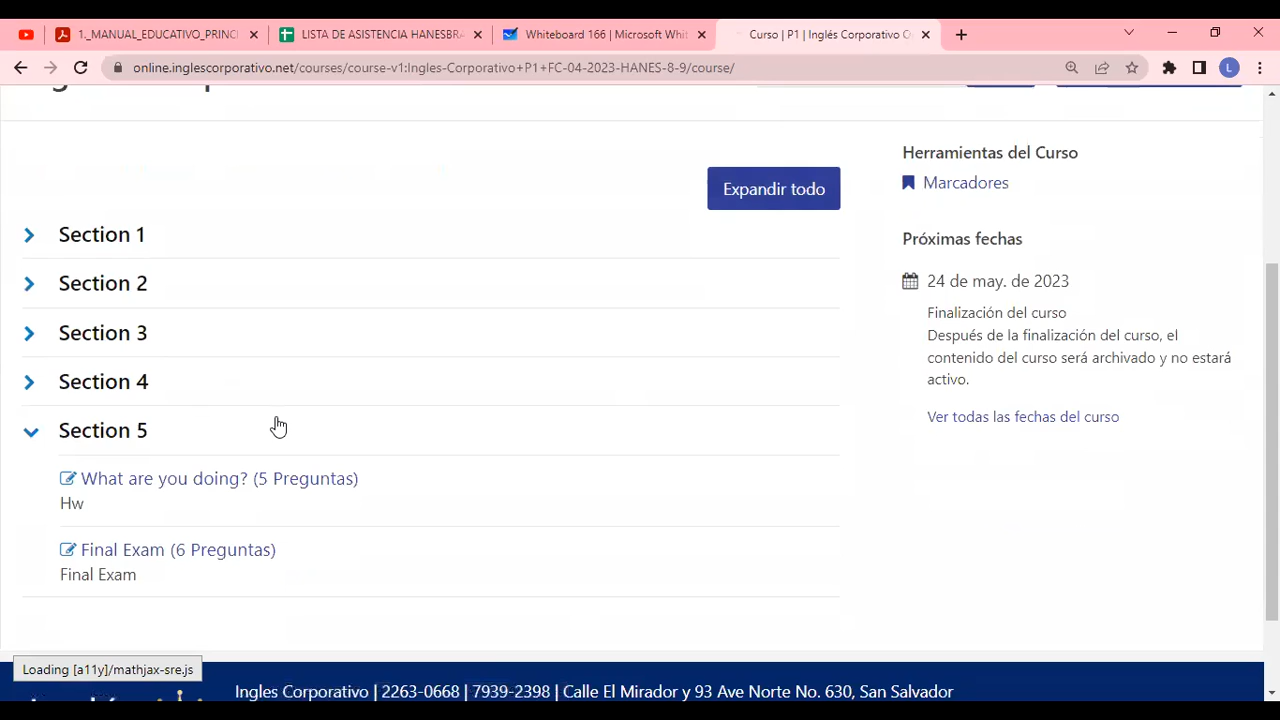 1._MANUAL_EDUCATIVO_PRINCI
LISTA DE ASISTENCIA HANESBRA
Whiteboard 166 | Microsoft Whit
Curso | P1 | Inglés Corporativo O
online.inglescorporativo.net/courses/course-v1:Ingles-Corporativo+P1+FC-04-2023-HANES-8-9/course/
L
Expandir todo
Section 1
Section 2
Section 3
Section 4
Section 5
What are you doing? (5 Preguntas)
Hw
Final Exam (6 Preguntas)
Final Exam
Herramientas del Curso
Marcadores
Próximas fechas
24 de may. de 2023
Finalización del curso
Después de la finalización del curso, el
contenido del curso será archivado y no estará
activo.
Ver todas las fechas del curso
Loading [a11y]/mathjax-sre.js
Ingles Corporativo | 2263-0668 | 7939-2398 | Calle El Mirador y 93 Ave Norte No. 630, San Salvador